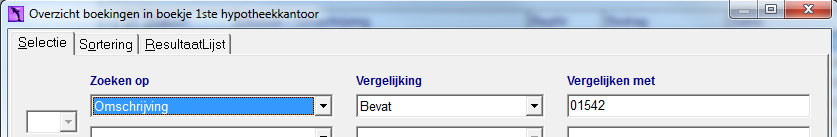 Overzicht boekingen in boekje 1ste hypotheekkantoor
Selectie Sortering ResultaatLijst
Zoeken op Vergelijking Vergelijken met
Omschrijving Bevat 01542